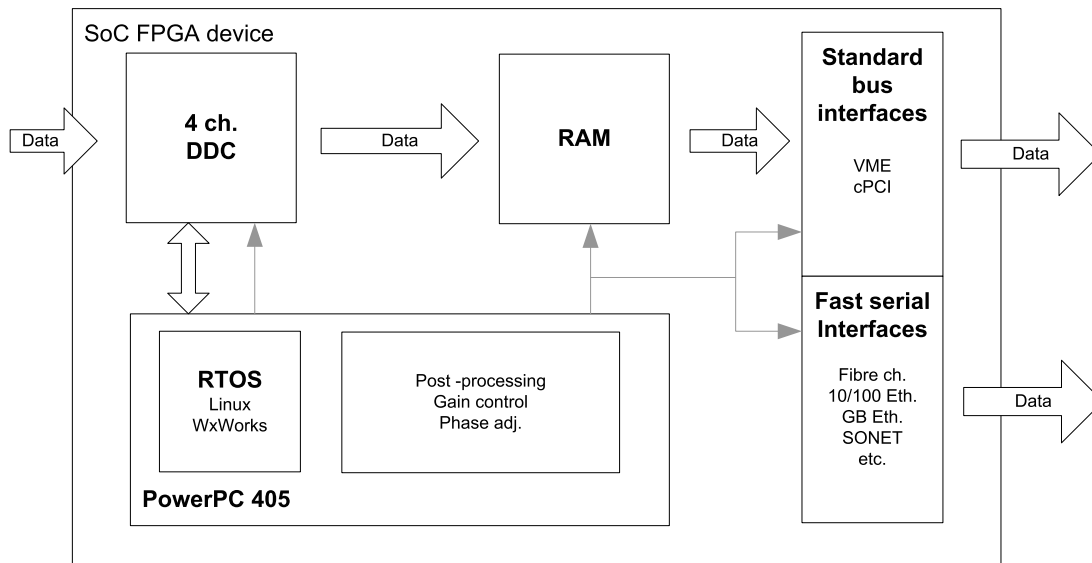 SoC FPGA device
Data
4 ch.
DDC
Data
RAM
Data
Standard
bus
interfaces
VME
cPCI
Data
Fast serial
Interfaces
Fibre ch.
10/100 Eth.
GB Eth.
SONET
etc.
Data
RTOS
Linux
WxWorks
Post -processing
Gain control
Phase adj.
PowerPC 405